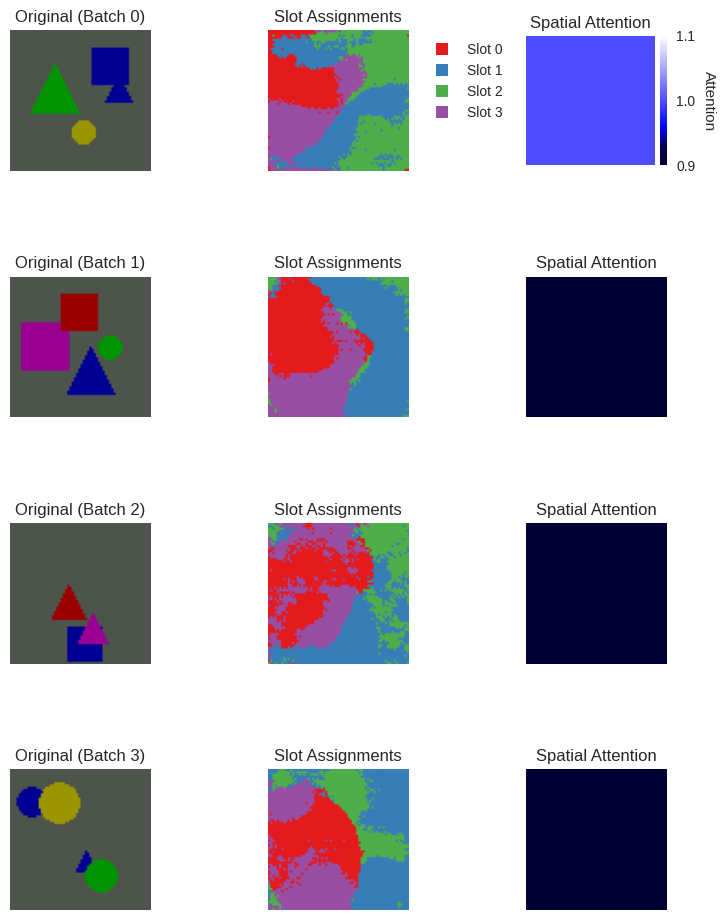 Original (Batch 0)
Slot Assignments
Slot 0
Slot 1
Slot 2
Slot 3
Spatial Attention
1.1
1.0
0.9
Attention
Original (Batch 1)
Slot Assignments
Spatial Attention
Original (Batch 2)
Slot Assignments
Spatial Attention
Original (Batch 3)
Slot Assignments
Spatial Attention